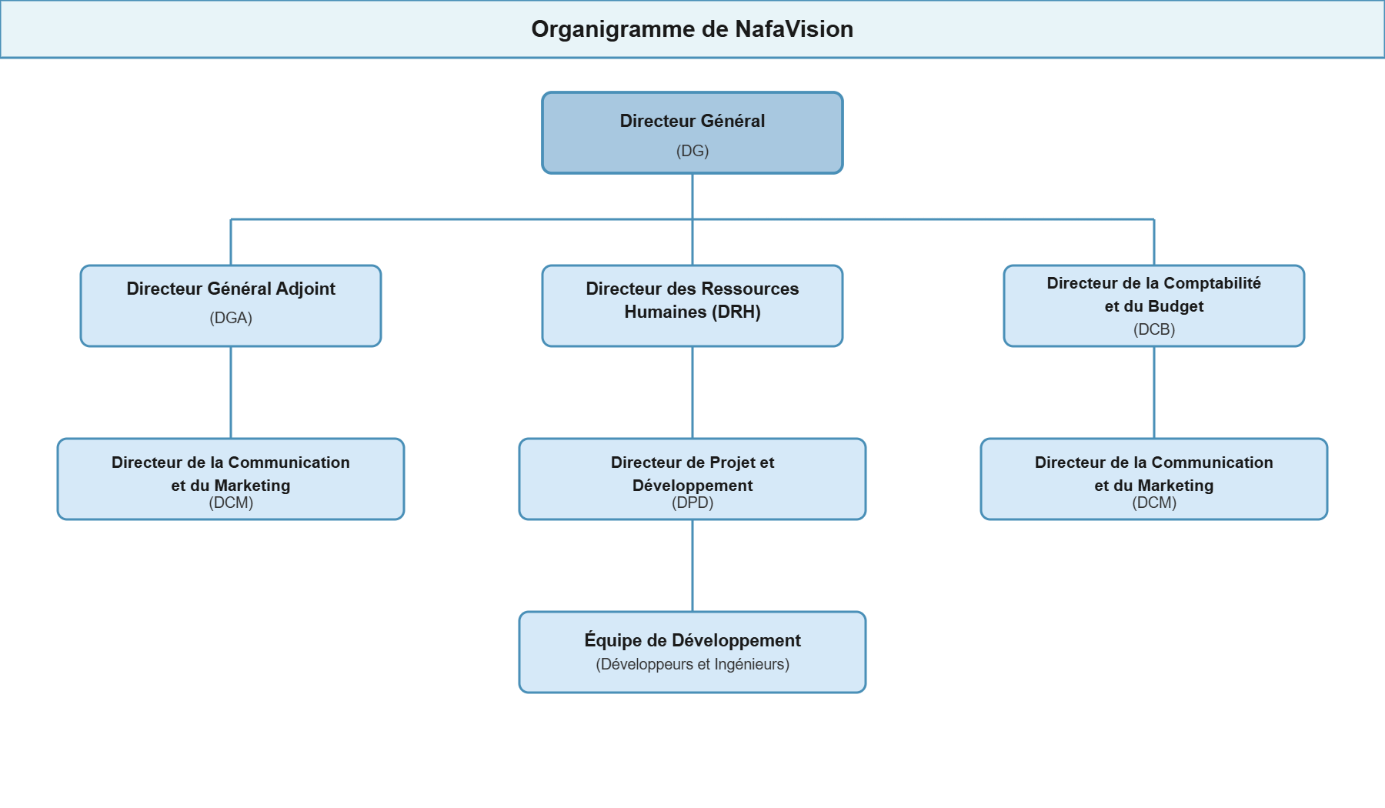 Organigramme de NafaVision
Directeur Général
(DG)
Directeur Général Adjoint
(DGA)
Directeur des Ressources
Humaines (DRH)
Directeur de la Comptabilité
et du Budget
(DCB)
Directeur de la Communication
et du Marketing
(DCM)
Directeur de Projet et
Développement
(DPD)
Directeur de la Communication
et du Marketing
(DCM)
Équipe de Développement
(Développeurs et Ingénieurs)